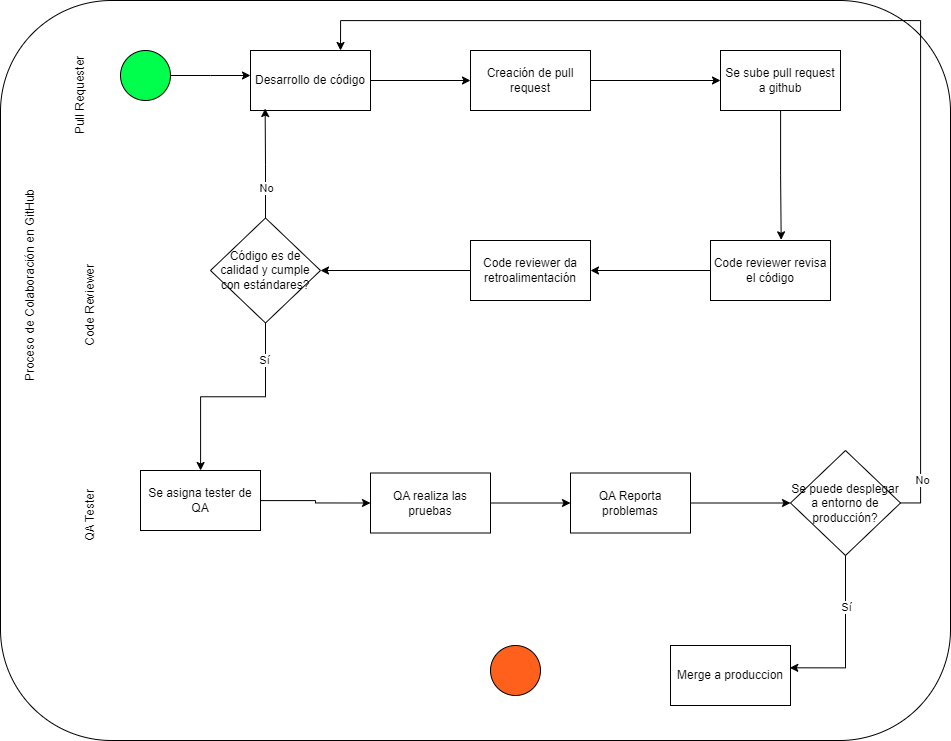 Proceso de Colaboración en GitHub
Pull Requester
Desarrollo de código
Creación de pull
request
Se sube pull request
a github
No
Code Reviewer
Código es de
calidad y cumple
con estándares?
Code reviewer da
retroalimentación
Code reviewer revisa
el código
Sí
QA Tester
Se asigna tester de
QA
QA realiza las
pruebas
QA Reporta
problemas
Se puede desplegar
a entorno de
producción?
No
Sí
Merge a produccion